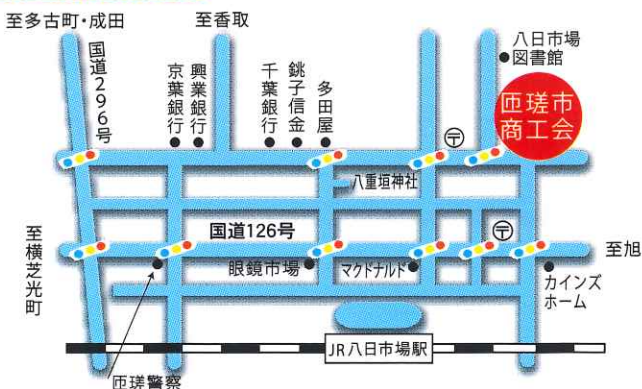 至多古町・成田
至香取
国道296号
京葉銀行
興業銀行
千葉銀行
銚子信金
多田屋
八日市場
図書館
匝瑳市
商工会
〒
八重垣神社
国道126号
〒
至横芝光町
至旭
眼鏡市場
マクドナルド
カインズ
ホーム
JR八日市場駅
匝瑳警察